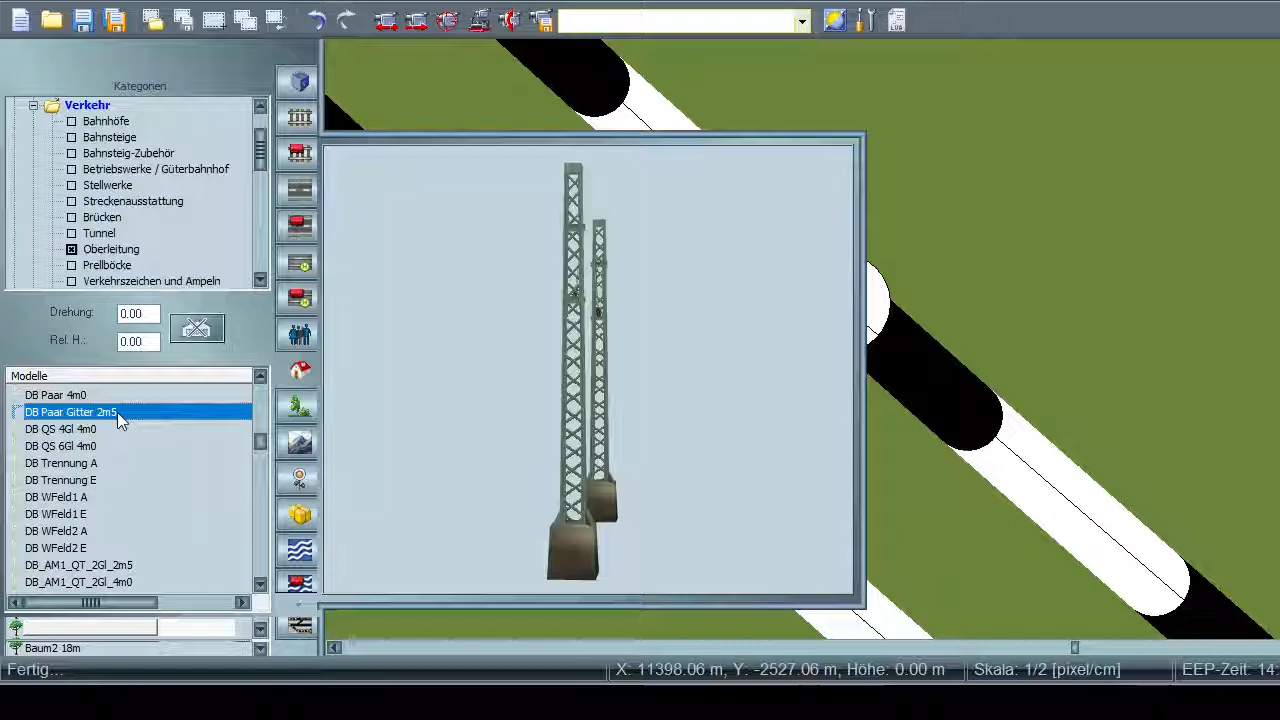 LUA
Kategorien
Verkehr
Bahnhöfe
Bahnsteige
Bahnsteig-Zubehör
Betriebswerke / Güterbahnhof
Stellwerke
Streckenausstattung
Brücken
Tunnel
Oberleitung
Prellböcke
Verkehrszeichen und Ampeln
Drehung: 0.00
Rel. H.: 0.00
Modelle
DB Paar 4m0
DB Paar Gitter 2m5
DB QS 4Gl 4m0
DB QS 6Gl 4m0
DB Trennung A
DB Trennung E
DB WFeld1 A
DB WFeld1 E
DB WFeld2 A
DB WFeld2 E
DB_AM1_QT_2Gl_2m5
DB_AM1_QT_2Gl_4m0
Baum2 18m
Fertig... X: 11398.06 m, Y: -2527.06 m, Höhe: 0.00 m Skala: 1/2 [pixel/cm] EEP-Zeit: 14: